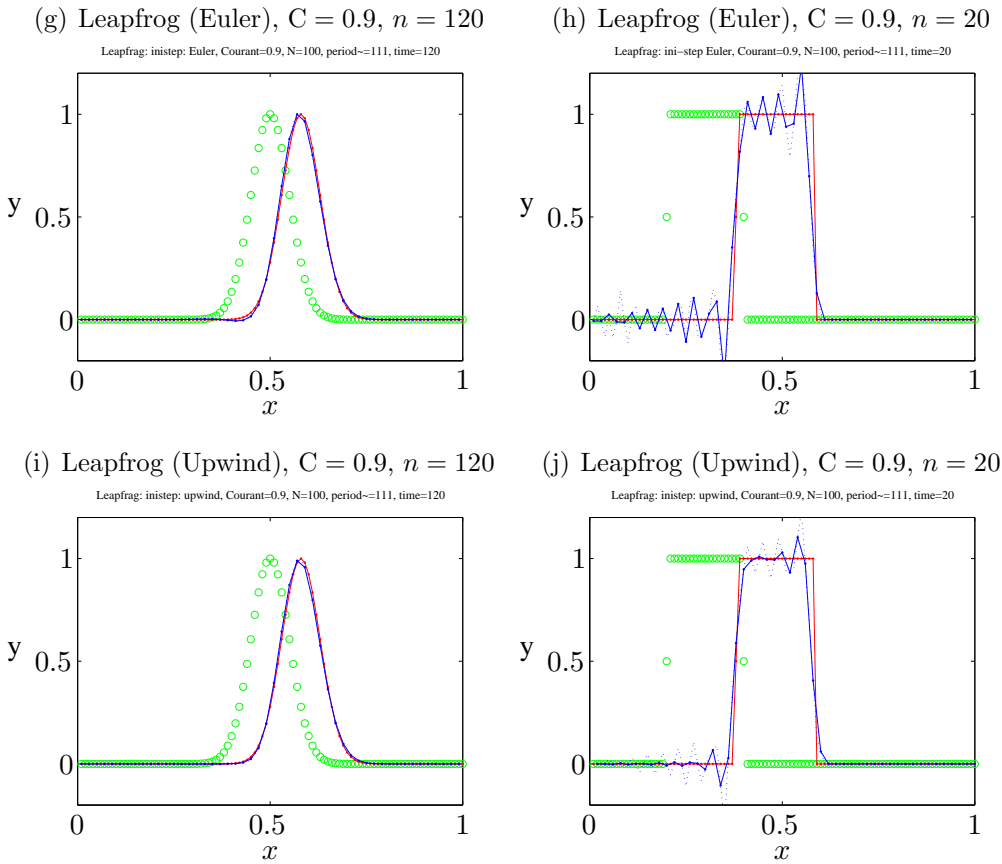 (g) Leapfrog (Euler), C = 0.9, n = 120
Leapfrag: inistep: Euler, Courant=0.9, N=100, period~=111, time=120
1
y
0.5
0
0
0.5
1
x
(h) Leapfrog (Euler), C = 0.9, n = 20
Leapfrag: ini−step Euler, Courant=0.9, N=100, period~=111, time=20
1
y
0.5
0
0
0.5
1
x
(i) Leapfrog (Upwind), C = 0.9, n = 120
Leapfrag: inistep: upwind, Courant=0.9, N=100, period~=111, time=120
1
y
0.5
0
0
0.5
1
x
(j) Leapfrog (Upwind), C = 0.9, n = 20
Leapfrag: inistep: upwind, Courant=0.9, N=100, period~=111, time=20
1
y
0.5
0
0
0.5
1
x